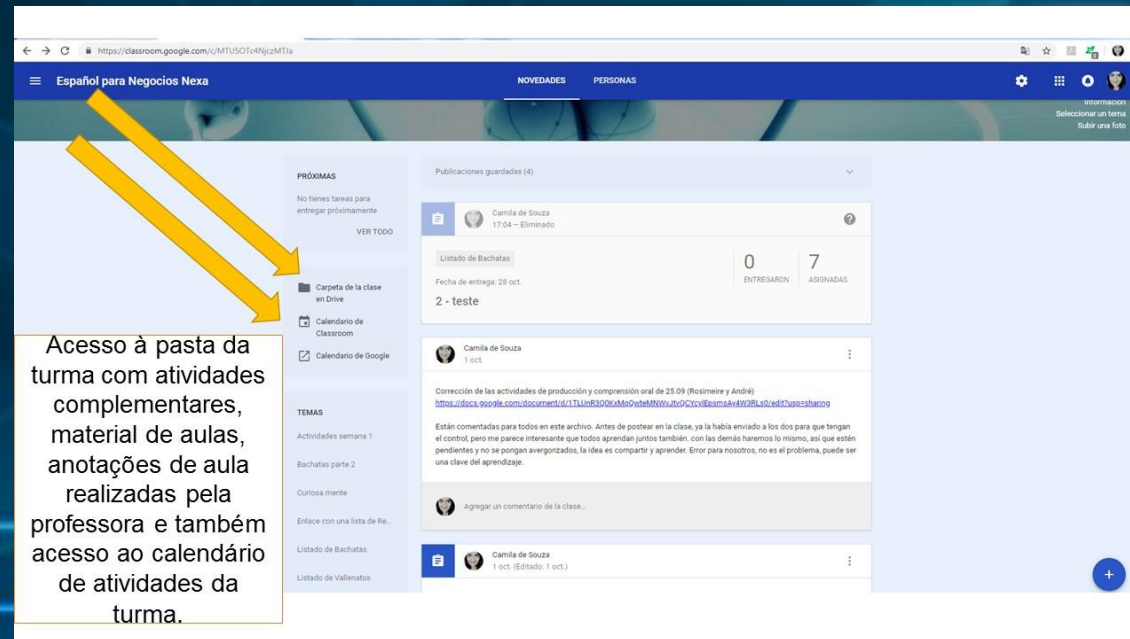 https://classroom.google.com/c/MTU5OTc4NjczMTJa
Español para Negocios Nexa
NOVEDADES
PERSONAS
Información
Seleccionar un tema
Subir una foto
PRÓXIMAS
No tienes tareas para
entregar próximamente
VER TODO
Carpeta de la clase
en Drive
Calendario de
Classroom
Calendario de Google
TEMAS
Actividades semana 1
Bachatas parte 2
Curiosa mente
Enlace con una lista de Re...
Listado de Bachatas
Listado de Vallenatos
Publicaciones guardadas (4)
Camila de Souza
17:04 – Eliminado
Listado de Bachatas
Fecha de entrega: 28 oct.
2 - teste
0
ENTREGARON
7
ASIGNADAS
Camila de Souza
1 oct.
Corrección de las actividades de producción y comprensión oral de 25.09 (Rosimeire y André)
Están comentadas para todos en este archivo. Antes de postear en la clase, ya la había enviado a los dos para que tengan
el control, pero me parece interesante que todos aprendan juntos también. con las demás haremos lo mismo, así que estén
pendientes y no se pongan avergonzados, la idea es compartir y aprender. Error para nosotros, no es el problema, puede ser
una clave del aprendizaje.
Agregar un comentario de la clase...
Camila de Souza
1 oct. (Editado: 1 oct.)
Acesso à pasta da
turma com atividades
complementares,
material de aulas,
anotações de aula
realizadas pela
professora e também
acesso ao calendário
de atividades da
turma.